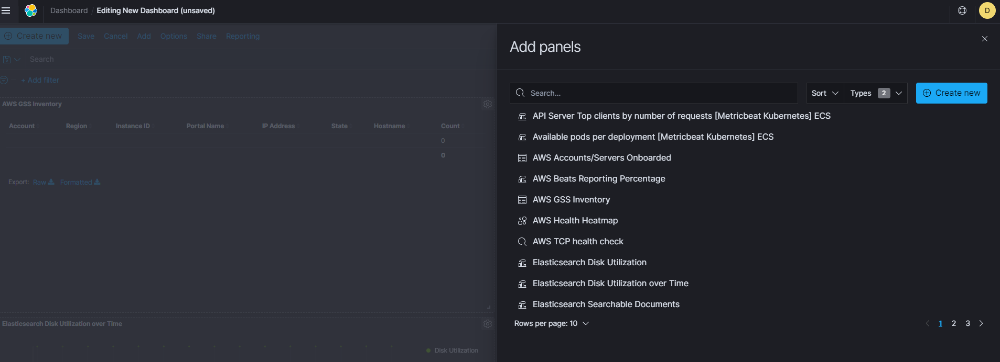 Dashboard / Editing New Dashboard (unsaved)
D
Create new Save Cancel Add Options Share Reporting
Search
+ Add filter
AWS GSS Inventory
Account Region Instance ID Portal Name IP Address State Hostname Count
0
0
Export: Raw Formatted
Elasticsearch Disk Utilization over Time
Disk Utilization
Add panels
Search...
Sort
Types 2
Create new
API Server Top clients by number of requests [Metricbeat Kubernetes] ECS
Available pods per deployment [Metricbeat Kubernetes] ECS
AWS Accounts/Servers Onboarded
AWS Beats Reporting Percentage
AWS GSS Inventory
AWS Health Heatmap
AWS TCP health check
Elasticsearch Disk Utilization
Elasticsearch Disk Utilization over Time
Elasticsearch Searchable Documents
Rows per page: 10
1 2 3